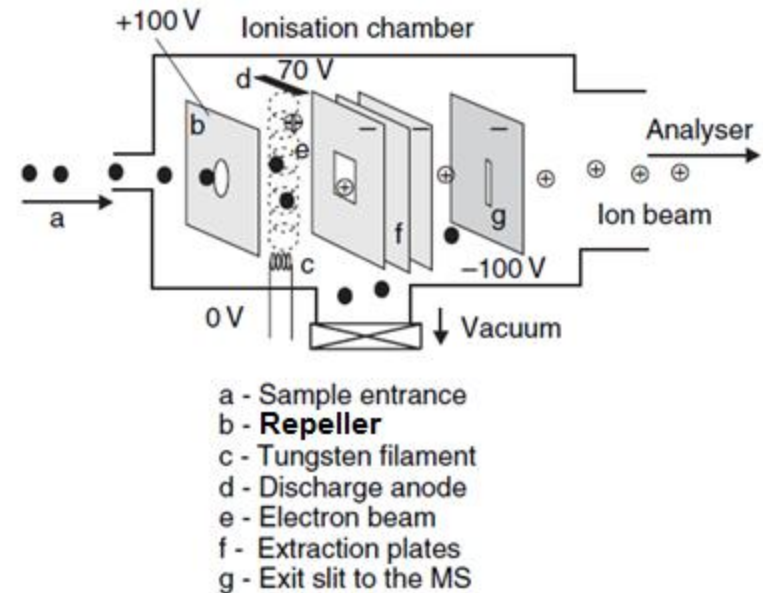 +100 V
Ionisation chamber
d
70 V
b
e
Analyser
a
f
g
Ion beam
c
–100 V
0 V
Vacuum
a - Sample entrance
b - Repeller
c - Tungsten filament
d - Discharge anode
e - Electron beam
f - Extraction plates
g - Exit slit to the MS